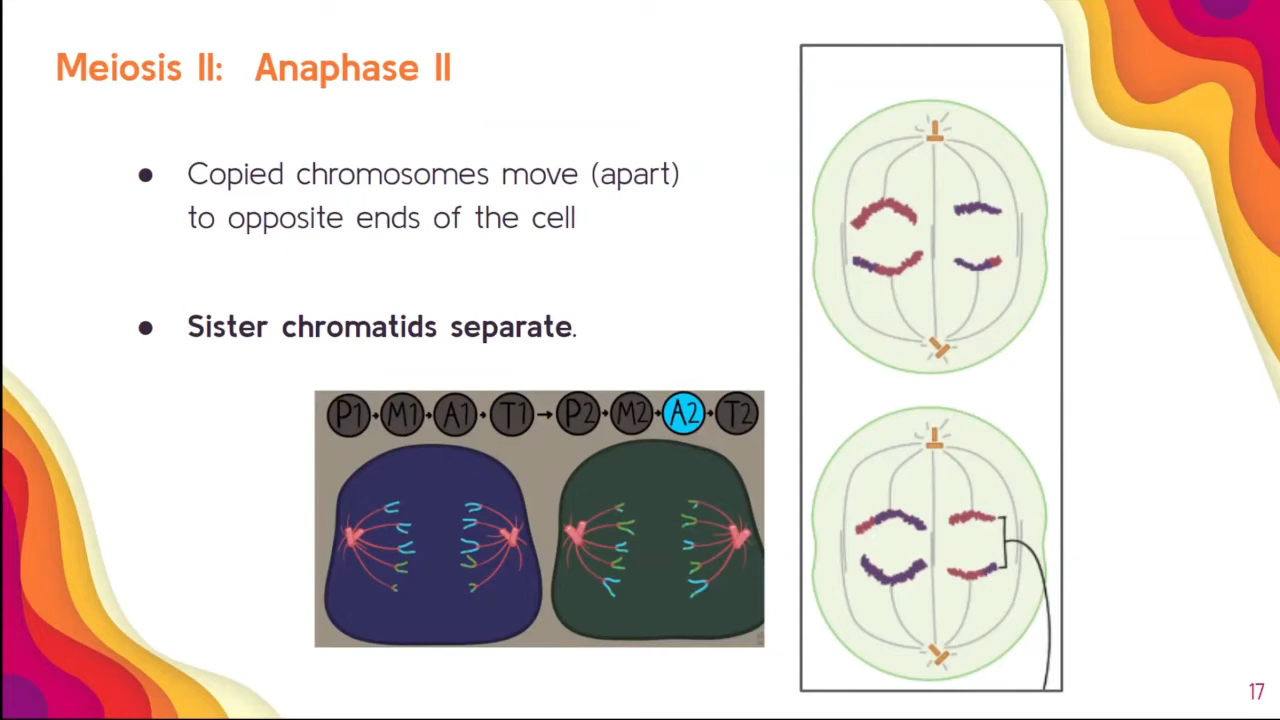 Meiosis II: Anaphase II
● Copied chromosomes move (apart)
to opposite ends of the cell
● Sister chromatids separate.
P1 M1 A1 T1 → P2 M2 A2 T2
17